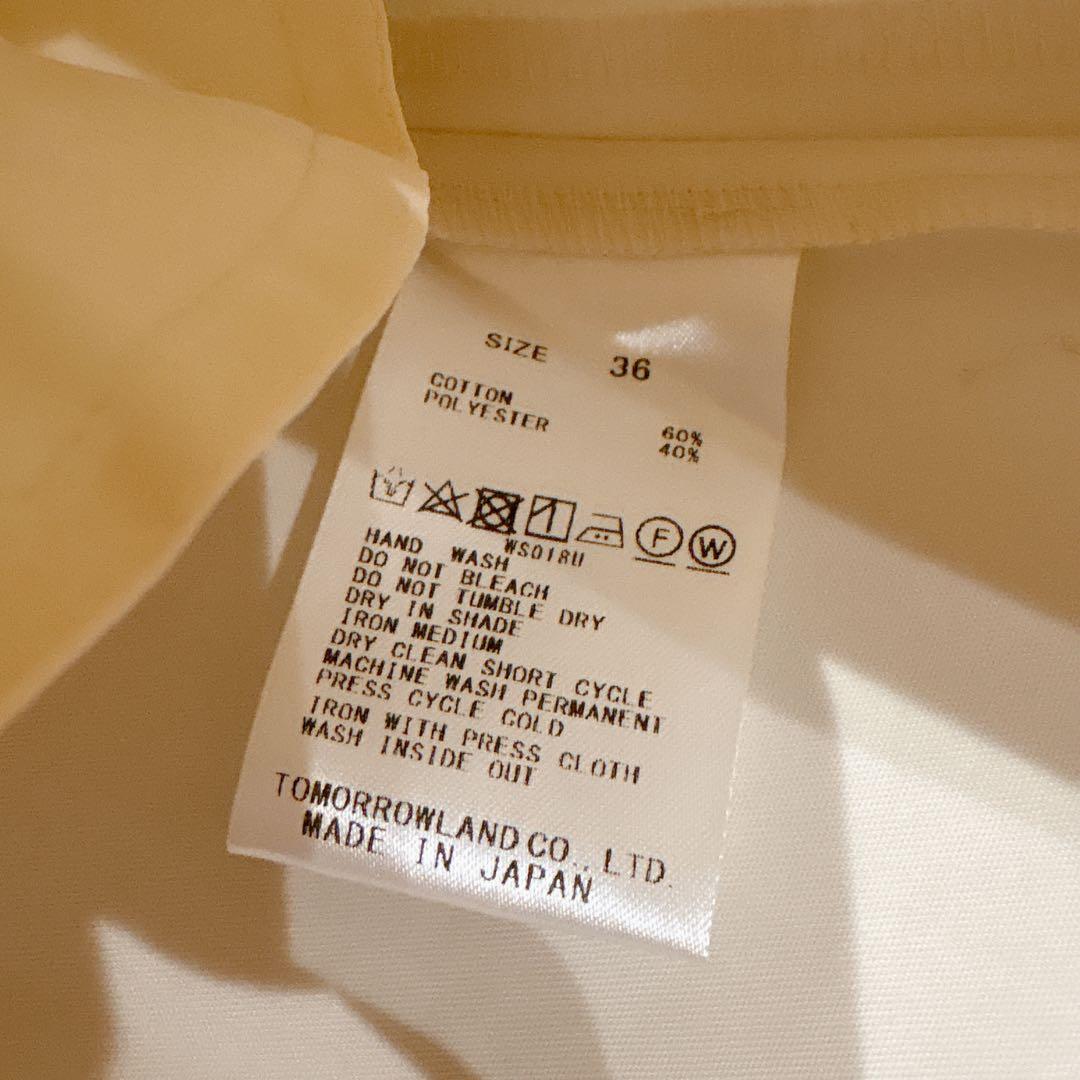 SIZE 36
COTTON 60%
POLYESTER 40%
F W
WS018U
HAND WASH
DO NOT BLEACH
DO NOT TUMBLE DRY
DRY IN SHADE
IRON MEDIUM
DRY CLEAN SHORT CYCLE
MACHINE WASH PERMANENT
PRESS CYCLE COLD
IRON WITH PRESS CLOTH
WASH INSIDE OUT
TOMORROWLAND CO., LTD.
MADE IN JAPAN